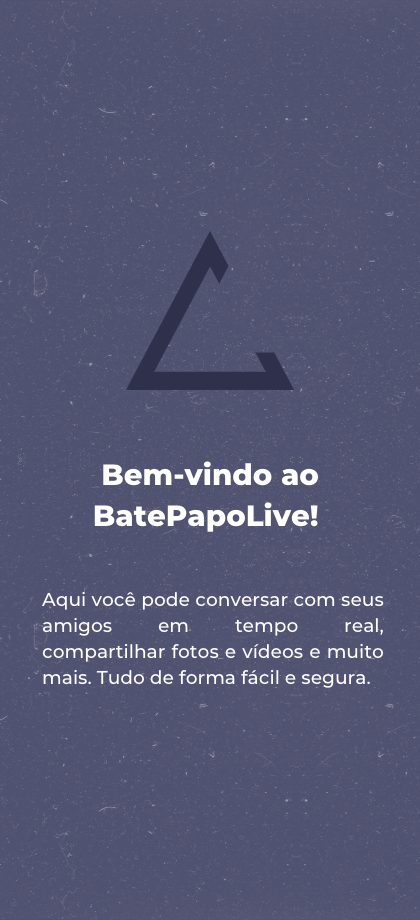 Bem-vindo ao
BatePapoLive!
Aqui você pode conversar com seus
amigos em tempo real,
compartilhar fotos e vídeos e muito
mais. Tudo de forma fácil e segura.